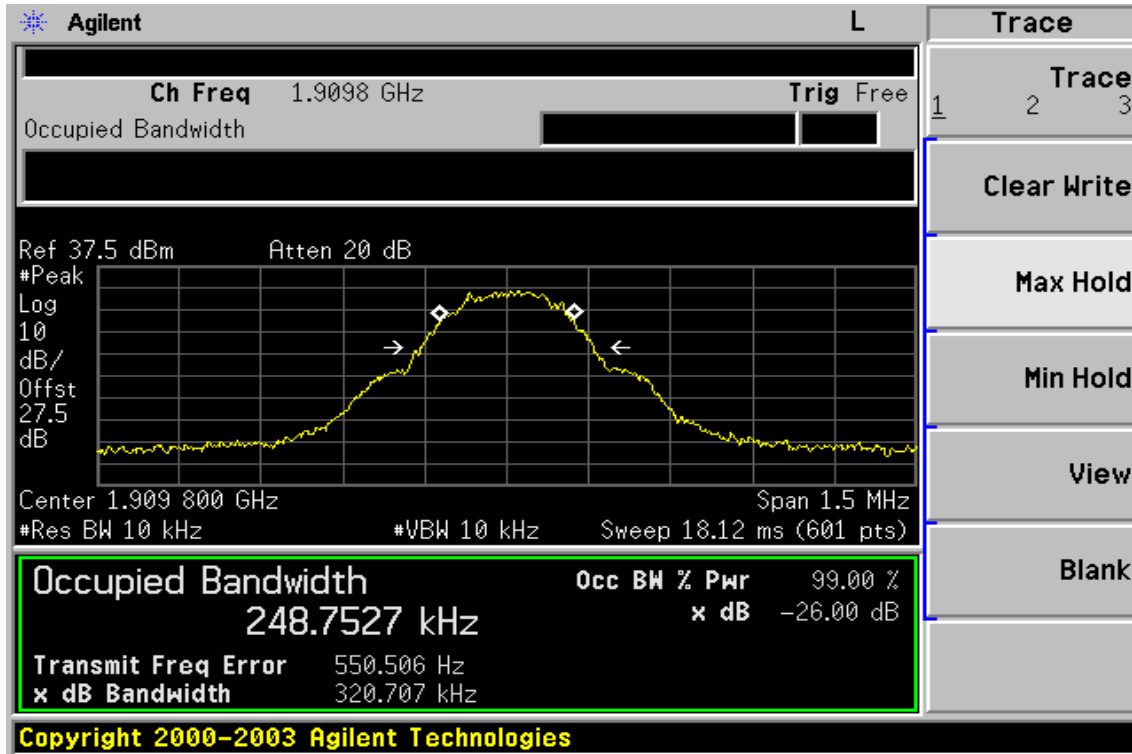 Agilent L Trace
Ch Freq 1.9098 GHz Trig Free
Occupied Bandwidth
Trace
1 2 3
Clear Write
Max Hold
Min Hold
View
Blank
Ref 37.5 dBm Atten 20 dB
#Peak
Log
10
dB/
Offst
27.5
dB
Center 1.909 800 GHz Span 1.5 MHz
#Res BW 10 kHz #VBW 10 kHz Sweep 18.12 ms (601 pts)
Occupied Bandwidth Occ BW % Pwr 99.00 %
248.7527 kHz x dB -26.00 dB
Transmit Freq Error 550.506 Hz
x dB Bandwidth 320.707 kHz
Copyright 2000-2003 Agilent Technologies